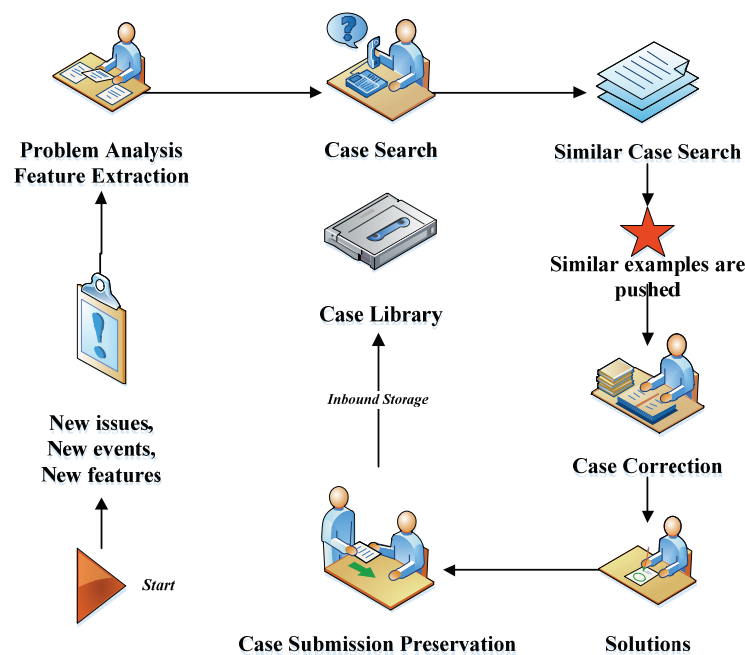 Problem Analysis
Feature Extraction
Case Search
Similar Case Search
Similar examples are
pushed
Case Library
Inbound Storage
New issues,
New events,
New features
Case Correction
Start
Case Submission Preservation
Solutions